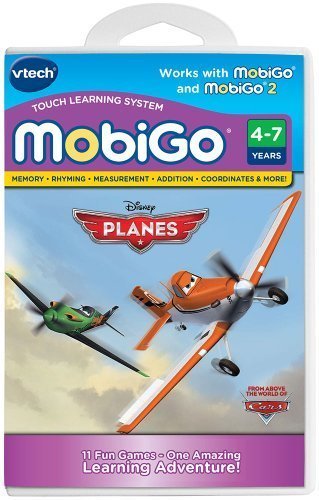 vtech®
Works with MobiGo®
and MobiGo® 2
TOUCH LEARNING SYSTEM
MobiGo®
4-7
YEARS
MEMORY • RHYMING • MEASUREMENT • ADDITION • COORDINATES & MORE!
Disney
PLANES
FROM ABOVE
THE WORLD OF
Cars
11 Fun Games - One Amazing
Learning Adventure!